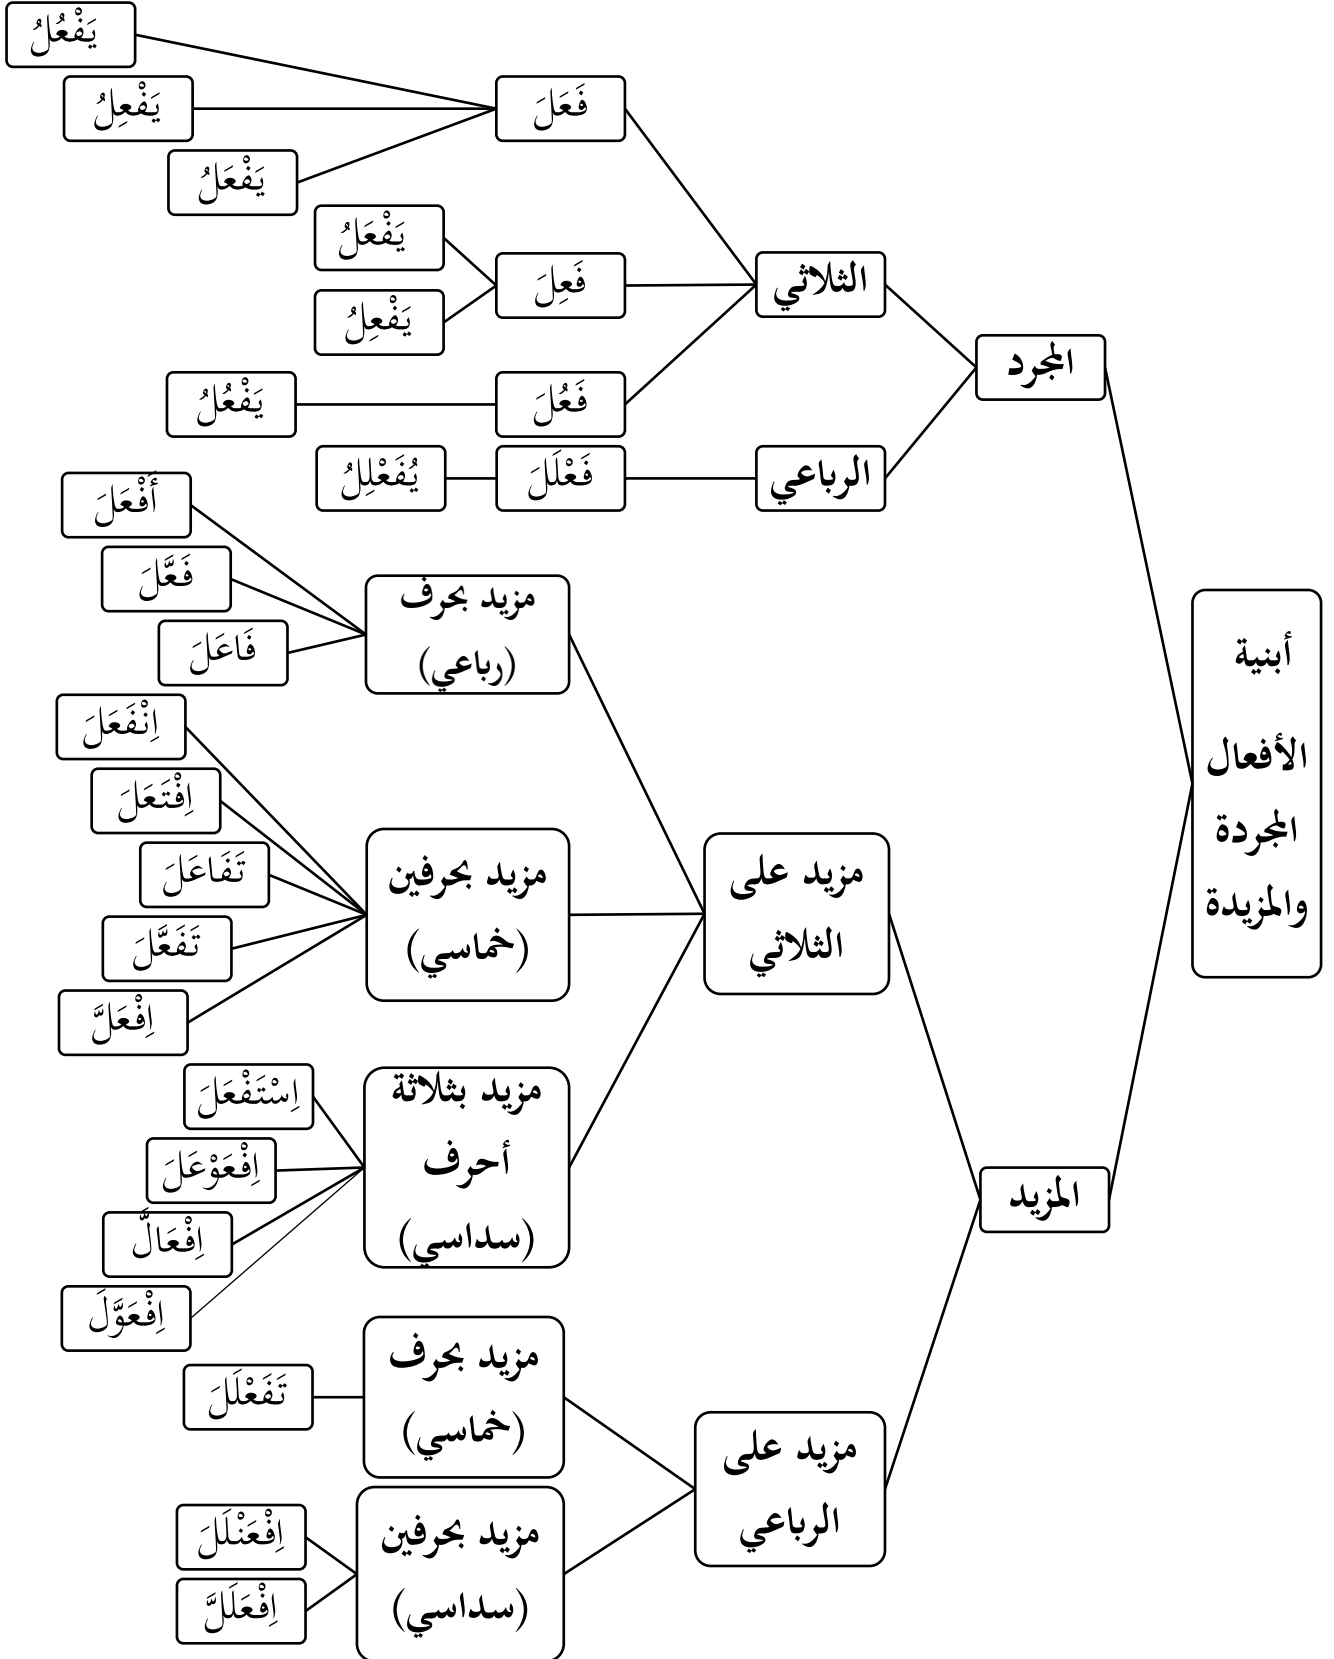 أبنية
الأفعال
المجردة
والمزيدة
المجرد
الثلاثي
فَعَلَ
يَفْعُلُ
يَفْعِلُ
يَفْعَلُ
فَعِلَ
يَفْعَلُ
يَفْعِلُ
فَعُلَ
يَفْعُلُ
الرباعي
فَعْلَلَ
يُفَعْلِلُ
المزيد
مزيد على
الثلاثي
مزيد بحرف
(رباعي)
أَفْعَلَ
فَعَّلَ
فَاعَلَ
مزيد بحرفين
(خماسي)
اِنْفَعَلَ
اِفْتَعَلَ
تَفَاعَلَ
تَفَعَّلَ
اِفْعَلَّ
مزيد بثلاثة
أحرف
(سداسي)
اِسْتَفْعَلَ
اِفْعَوْعَلَ
اِفْعَالَّ
اِفْعَوَّلَ
مزيد على
الرباعي
مزيد بحرف
(خماسي)
تَفَعْلَلَ
مزيد بحرفين
(سداسي)
اِفْعَنْلَلَ
اِفْعَلَلَّ